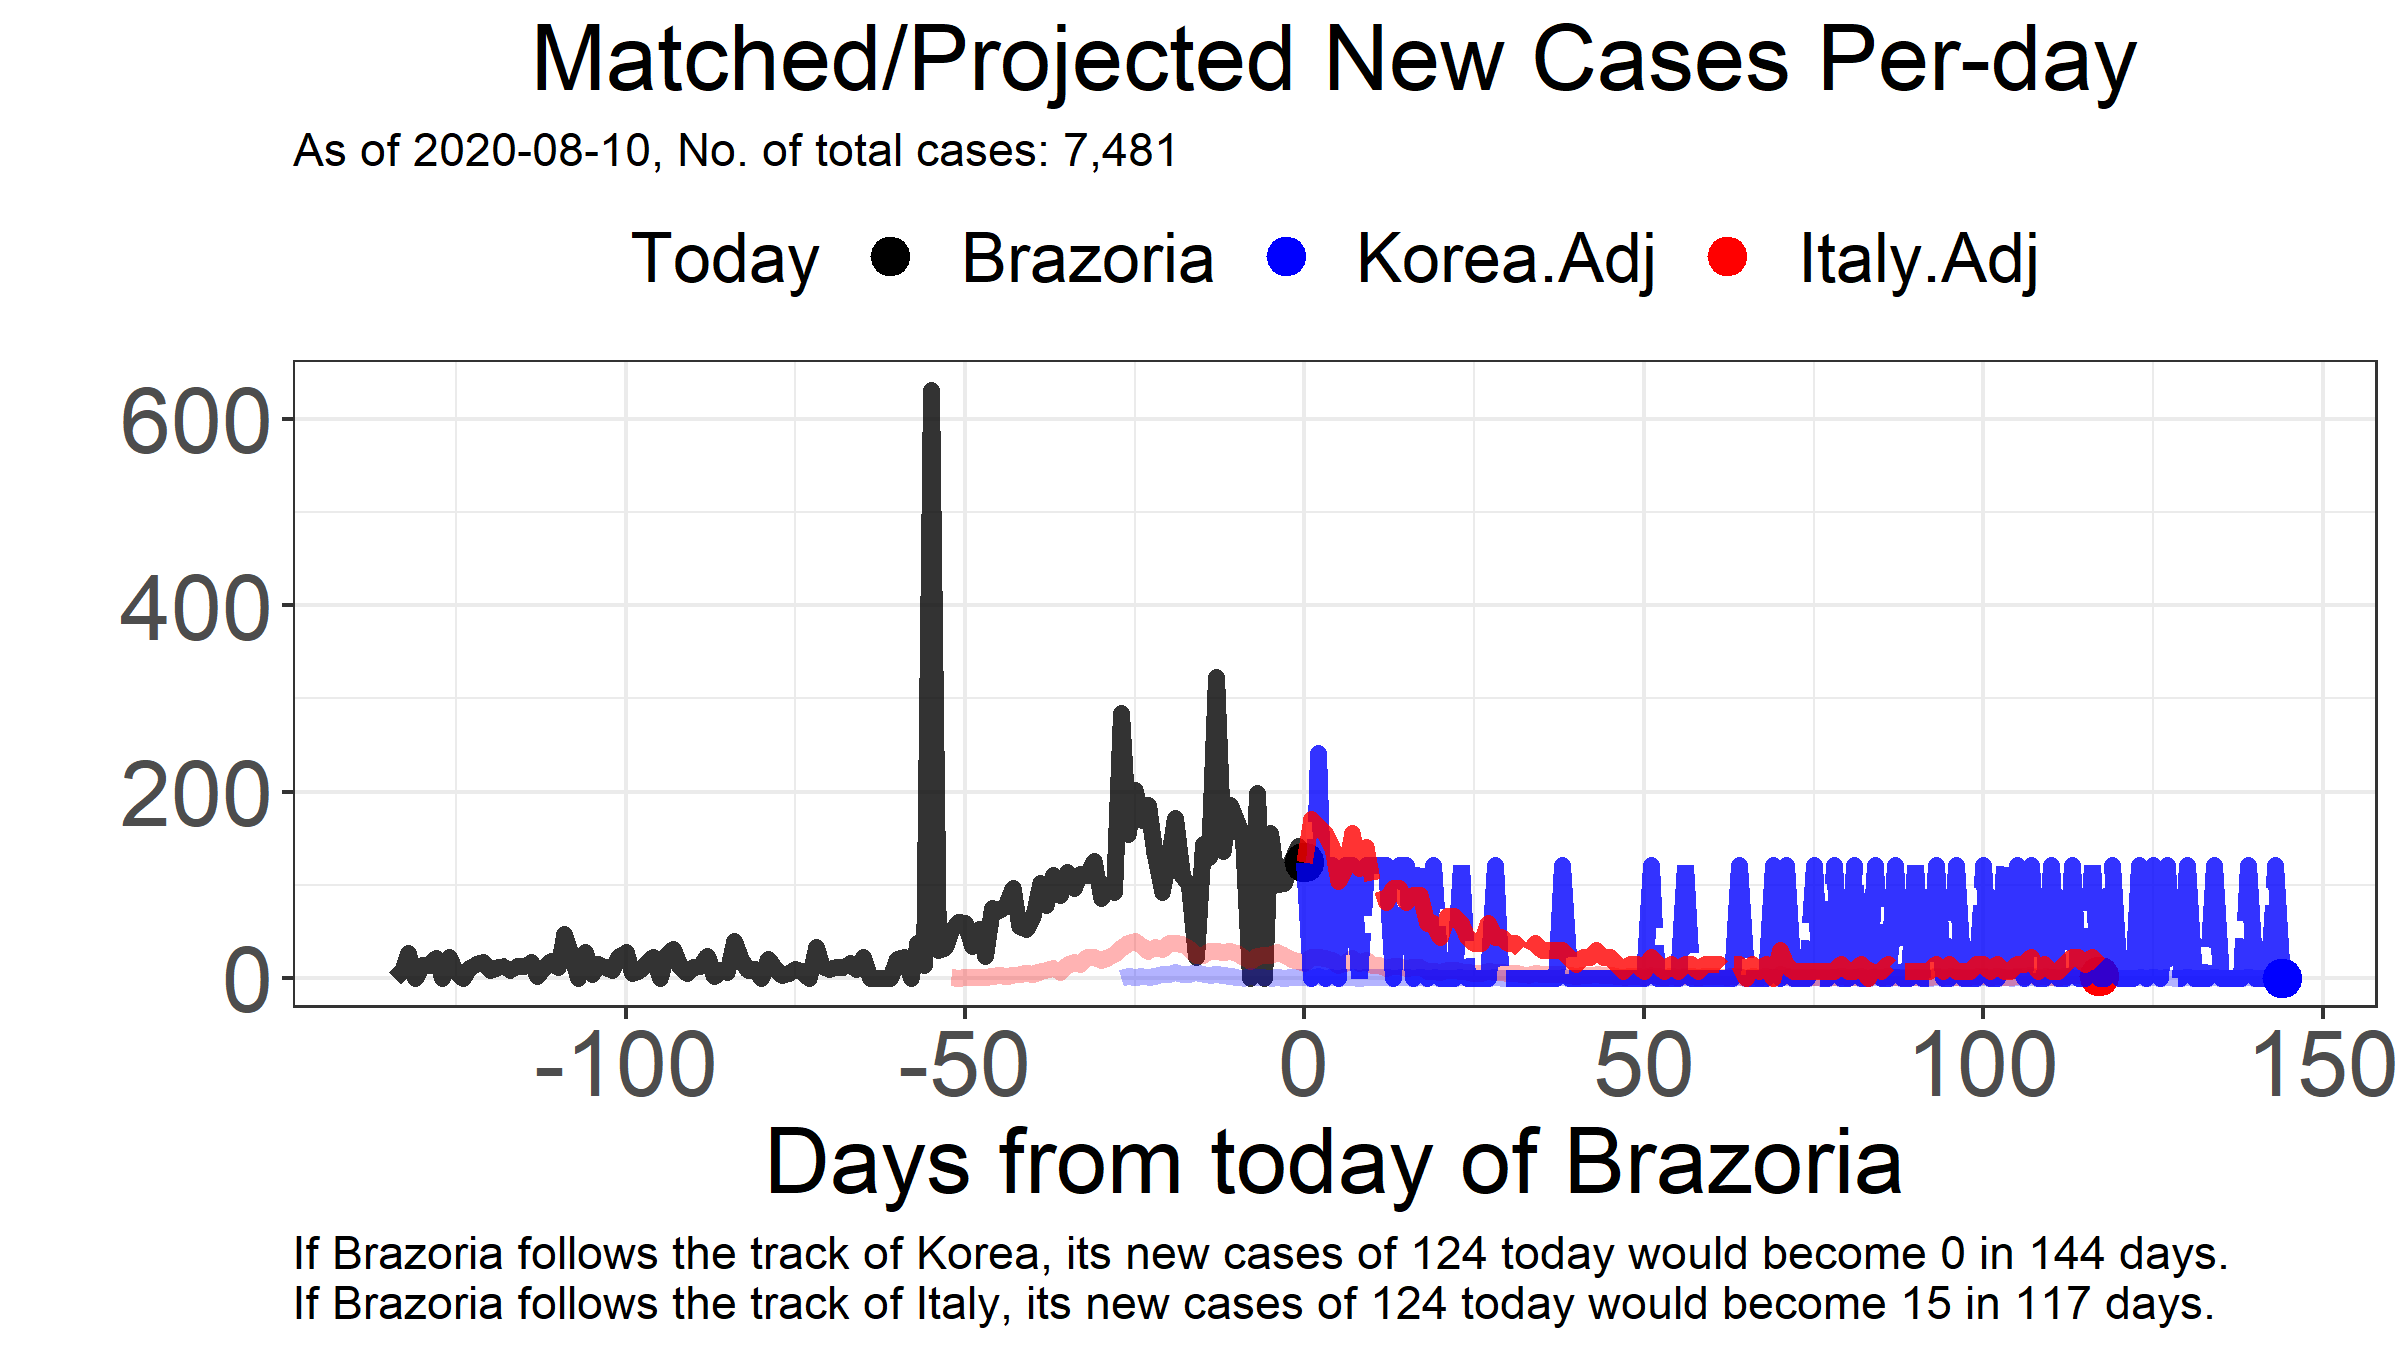 Matched/Projected New Cases Per-day
As of 2020-08-10, No. of total cases: 7,481
Today Brazoria Korea.Adj Italy.Adj
600
400
200
0
-100 -50 0 50 100 150
Days from today of Brazoria
If Brazoria follows the track of Korea, its new cases of 124 today would become 0 in 144 days.
If Brazoria follows the track of Italy, its new cases of 124 today would become 15 in 117 days.